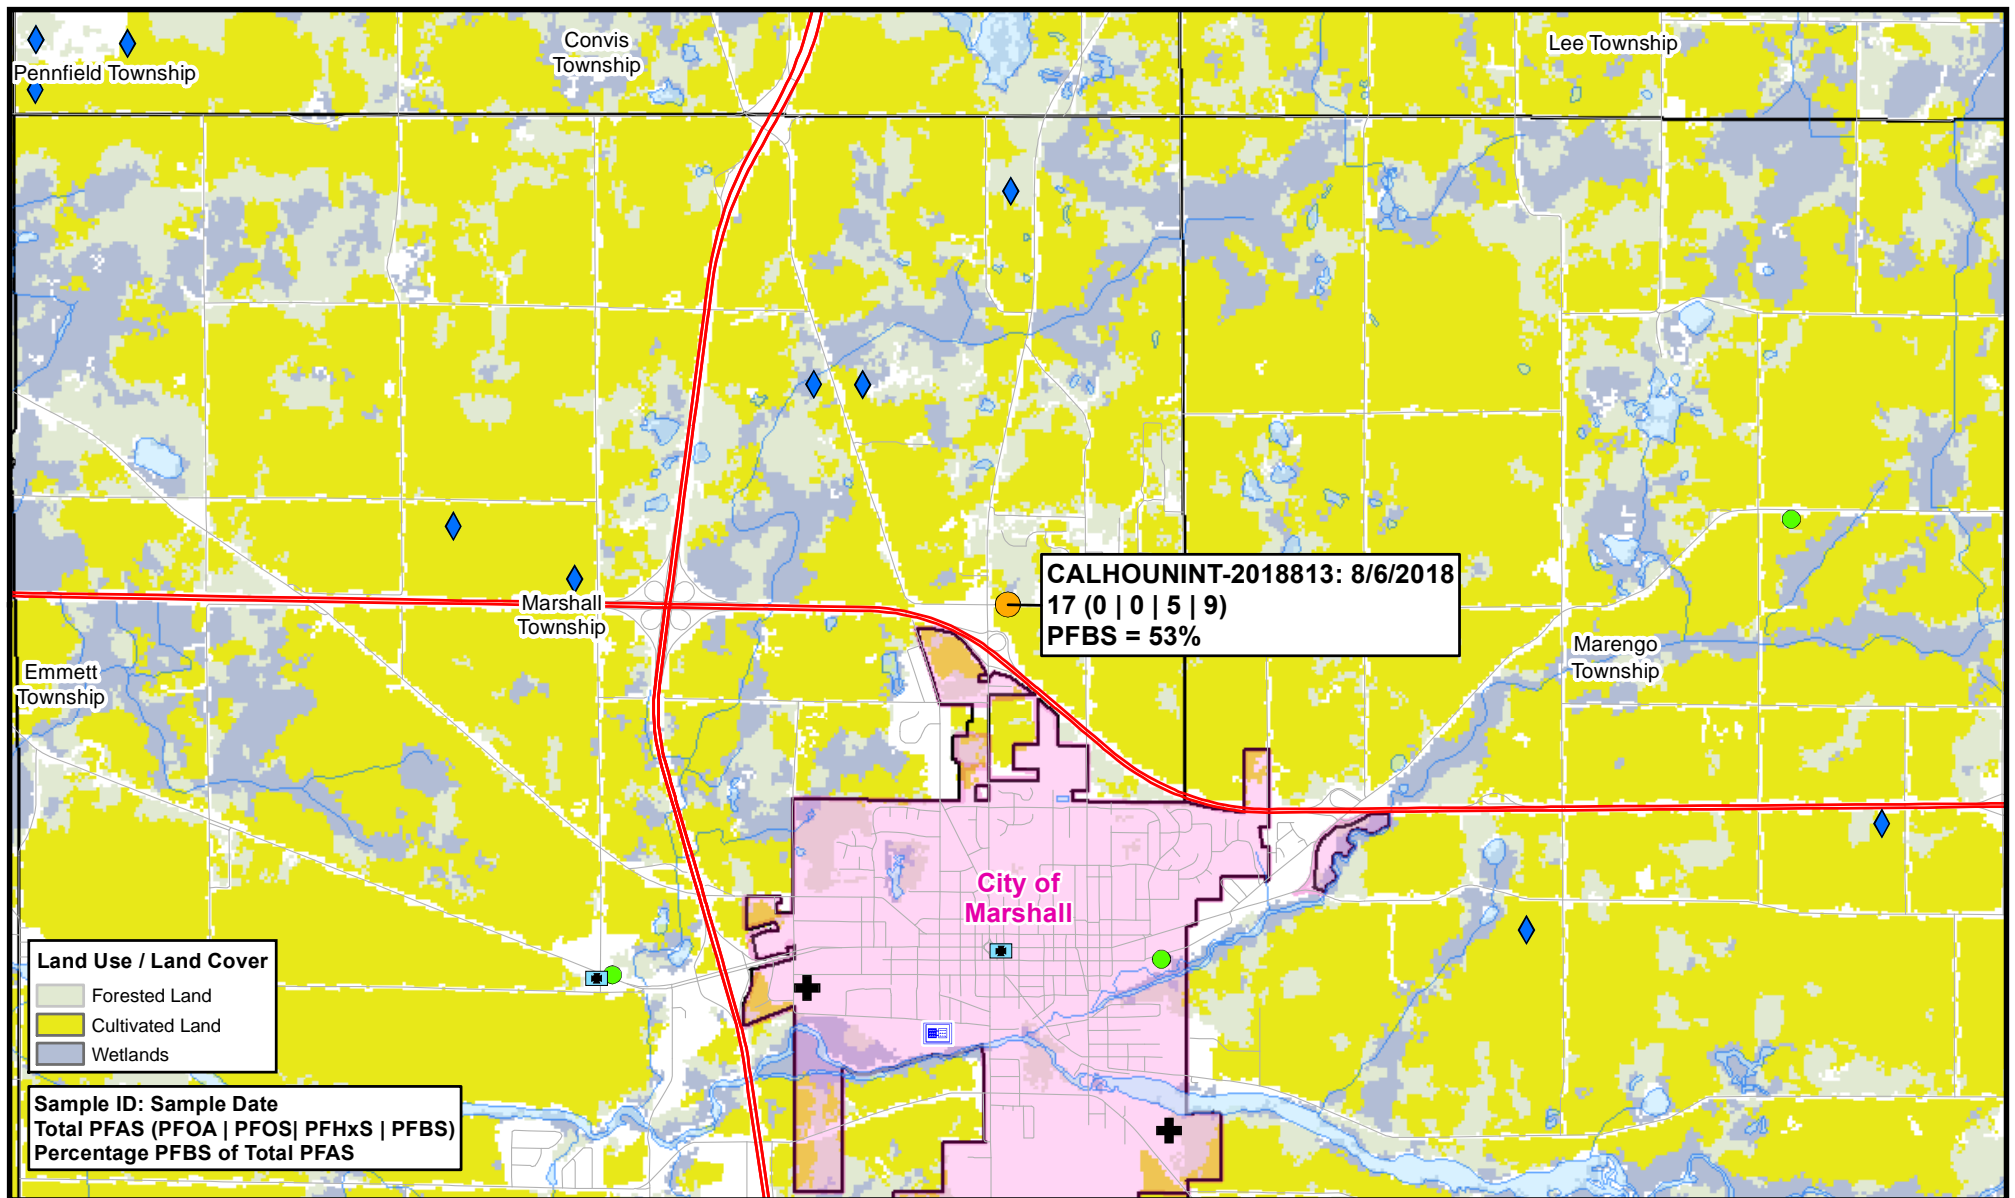 Convis
Township
Lee Township
Pennfield Township
CALHOUNINT-2018813: 8/6/2018
17 (0 | 0 | 5 | 9)
PFBS = 53%
Marshall
Township
Marengo
Township
Emmett
Township
City of
Marshall
Land Use / Land Cover
Forested Land
Cultivated Land
Wetlands
Sample ID: Sample Date
Total PFAS (PFOA | PFOS| PFHxS | PFBS)
Percentage PFBS of Total PFAS